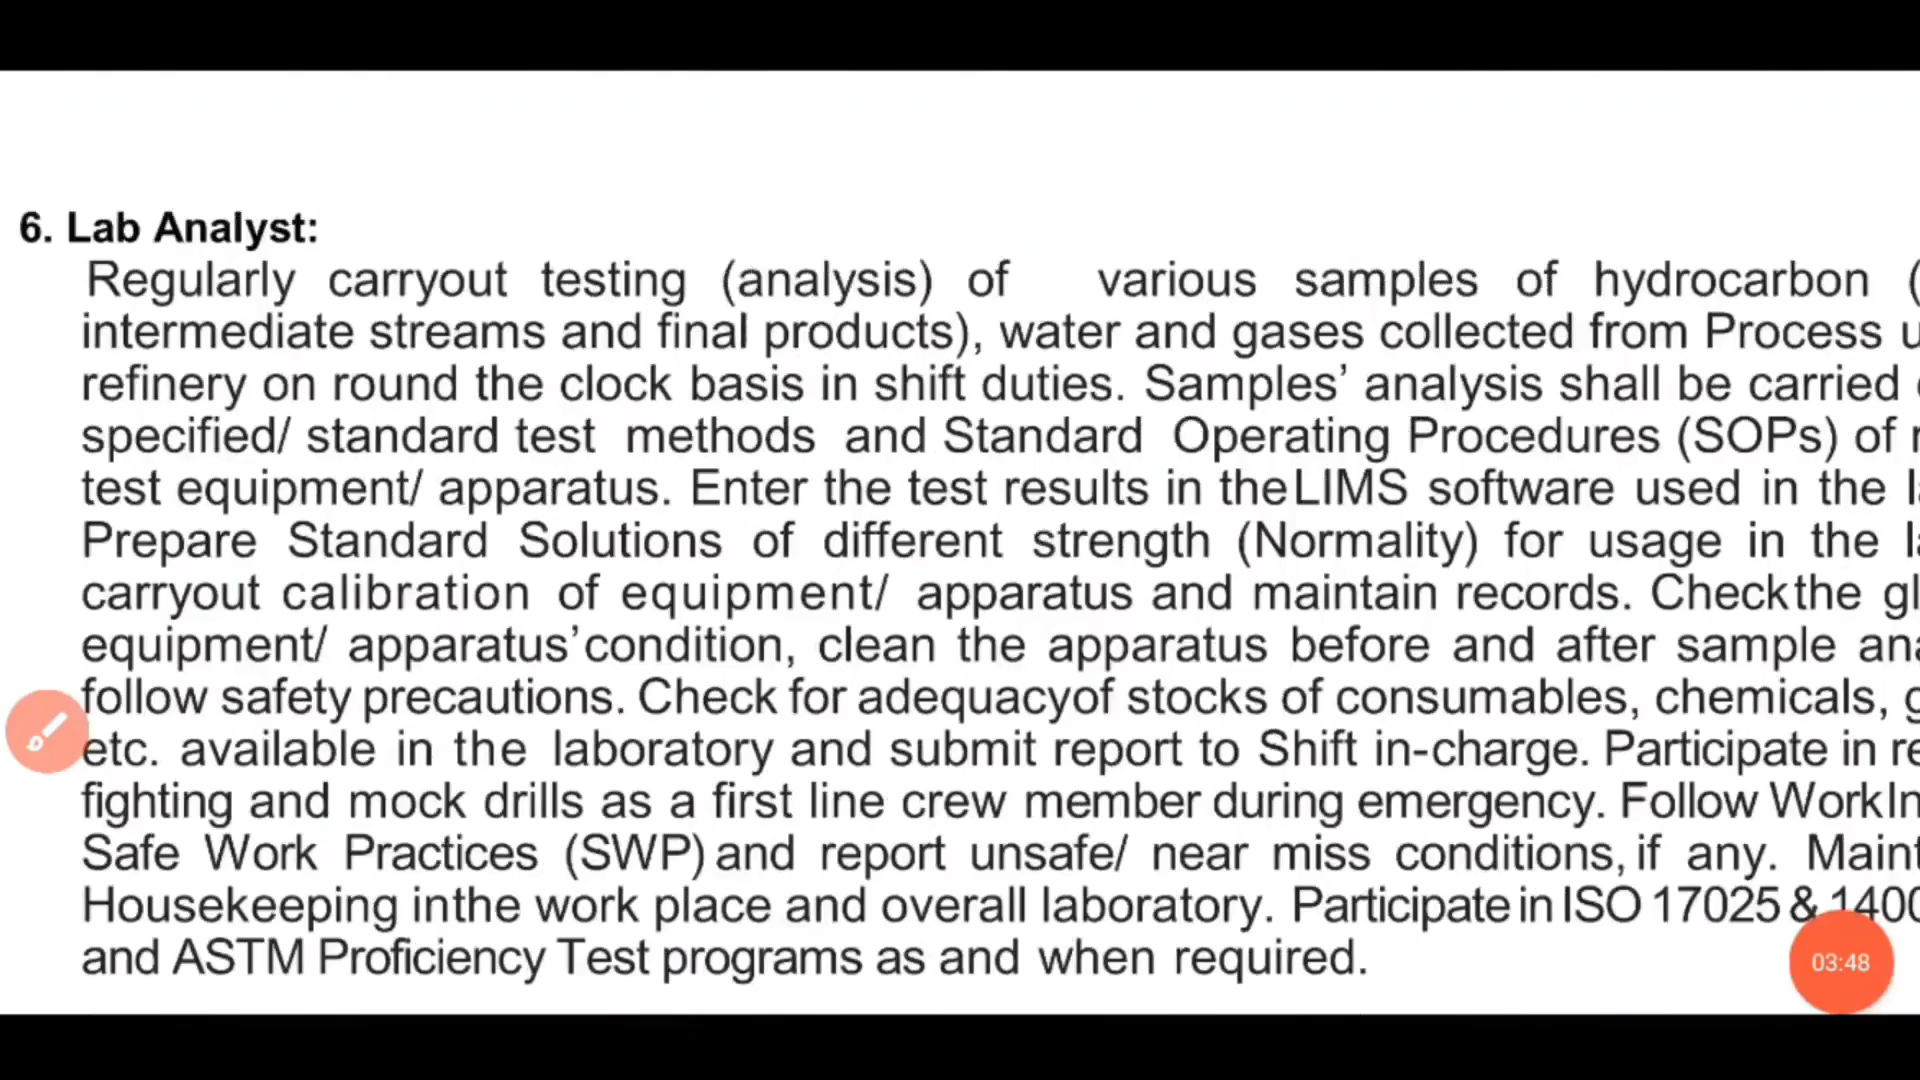 6. Lab Analyst:
Regularly carryout testing (analysis) of various samples of hydrocarbon (
intermediate streams and final products), water and gases collected from Process
refinery on round the clock basis in shift duties. Samples’ analysis shall be carried
specified/ standard test methods and Standard Operating Procedures (SOPs) of
test equipment/ apparatus. Enter the test results in theLIMS software used in the
Prepare Standard Solutions of different strength (Normality) for usage in the
carryout calibration of equipment/ apparatus and maintain records. Checkthe
equipment/ apparatus’condition, clean the apparatus before and after sample
follow safety precautions. Check for adequacyof stocks of consumables, chemicals,
etc. available in the laboratory and submit report to Shift in-charge. Participate in
fighting and mock drills as a first line crew member during emergency. Follow Work
Safe Work Practices (SWP) and report unsafe/ near miss conditions, if any.
Housekeeping inthe work place and overall laboratory. Participate in ISO 17025 &
and ASTM Proficiency Test programs as and when required.
03:48